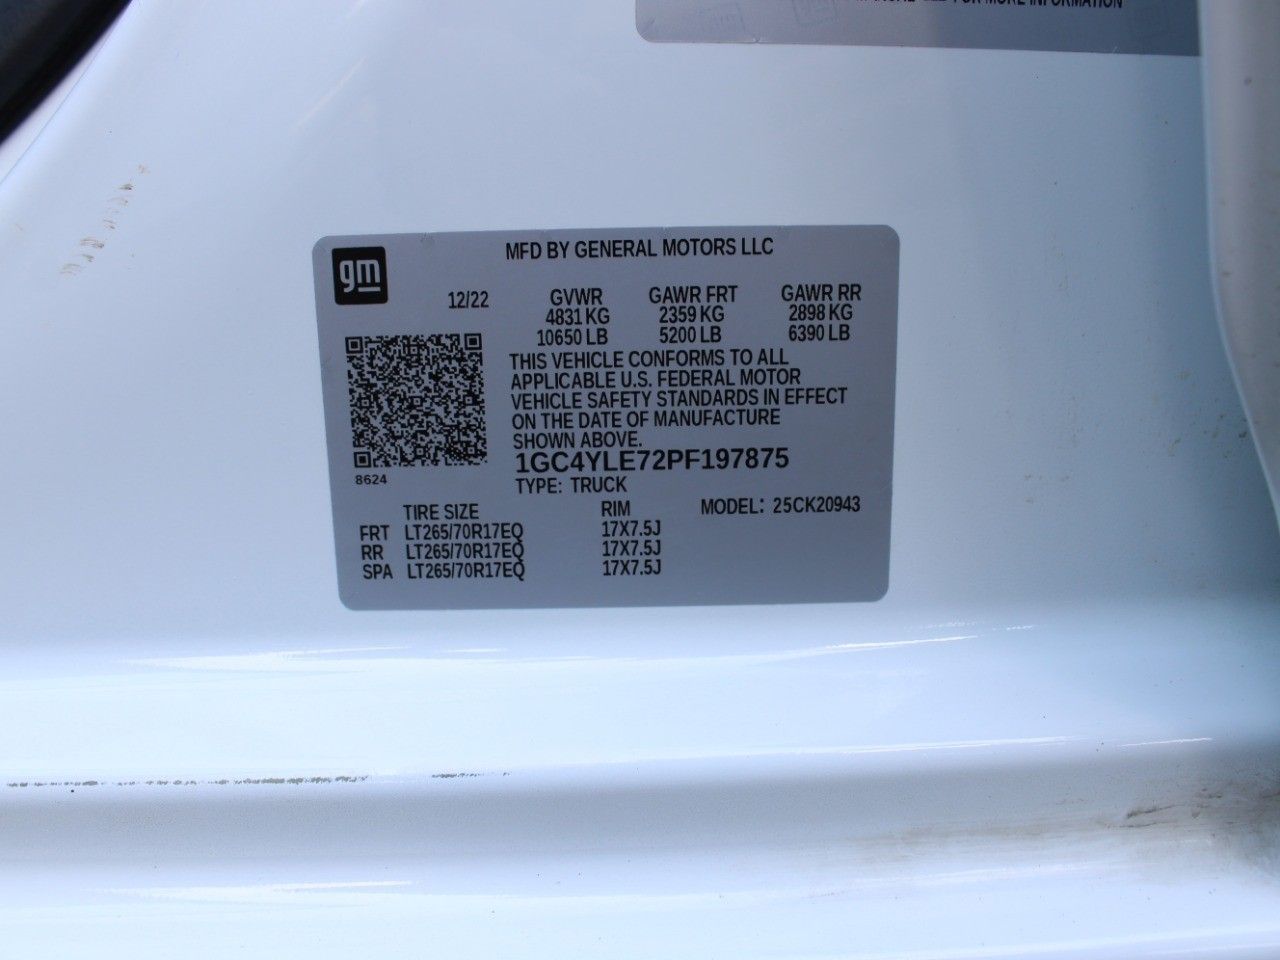 FOR MORE INFORMATION
gm
MFD BY GENERAL MOTORS LLC
12/22 GVWR GAWR FRT GAWR RR
4831 KG 2359 KG 2898 KG
10650 LB 5200 LB 6390 LB
THIS VEHICLE CONFORMS TO ALL
APPLICABLE U.S. FEDERAL MOTOR
VEHICLE SAFETY STANDARDS IN EFFECT
ON THE DATE OF MANUFACTURE
SHOWN ABOVE.
1GC4YLE72PF197875
8624
TYPE: TRUCK
TIRE SIZE RIM MODEL: 25CK20943
FRT LT265/70R17EQ 17X7.5J
RR LT265/70R17EQ 17X7.5J
SPA LT265/70R17EQ 17X7.5J